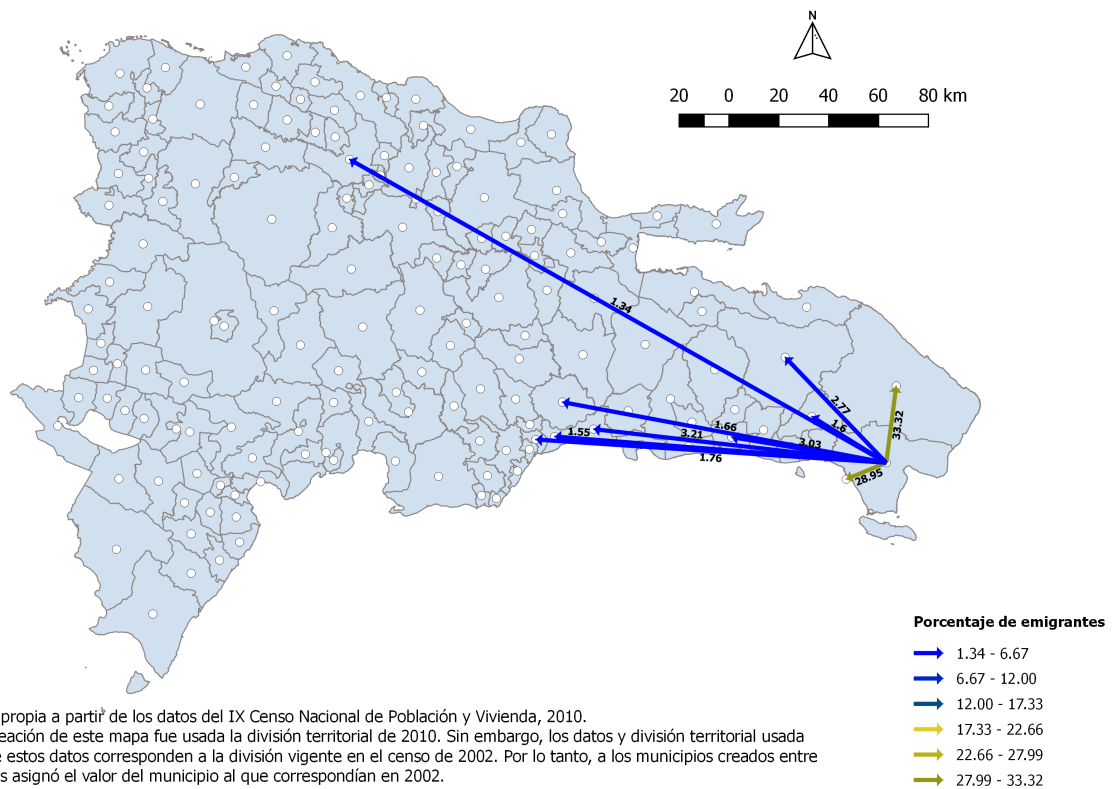 N
20 0 20 40 60 80 km
1.34
2.77
33.32
1.6
1.66
3.03
1.55
3.21
1.76
28.95
Porcentaje de emigrantes
1.34 - 6.67
6.67 - 12.00
12.00 - 17.33
17.33 - 22.66
22.66 - 27.99
27.99 - 33.32
propia a partir de los datos del IX Censo Nacional de Población y Vivienda, 2010.
eación de este mapa fue usada la división territorial de 2010. Sin embargo, los datos y división territorial usada
e estos datos corresponden a la división vigente en el censo de 2002. Por lo tanto, a los municipios creados entre
s asignó el valor del municipio al que correspondían en 2002.